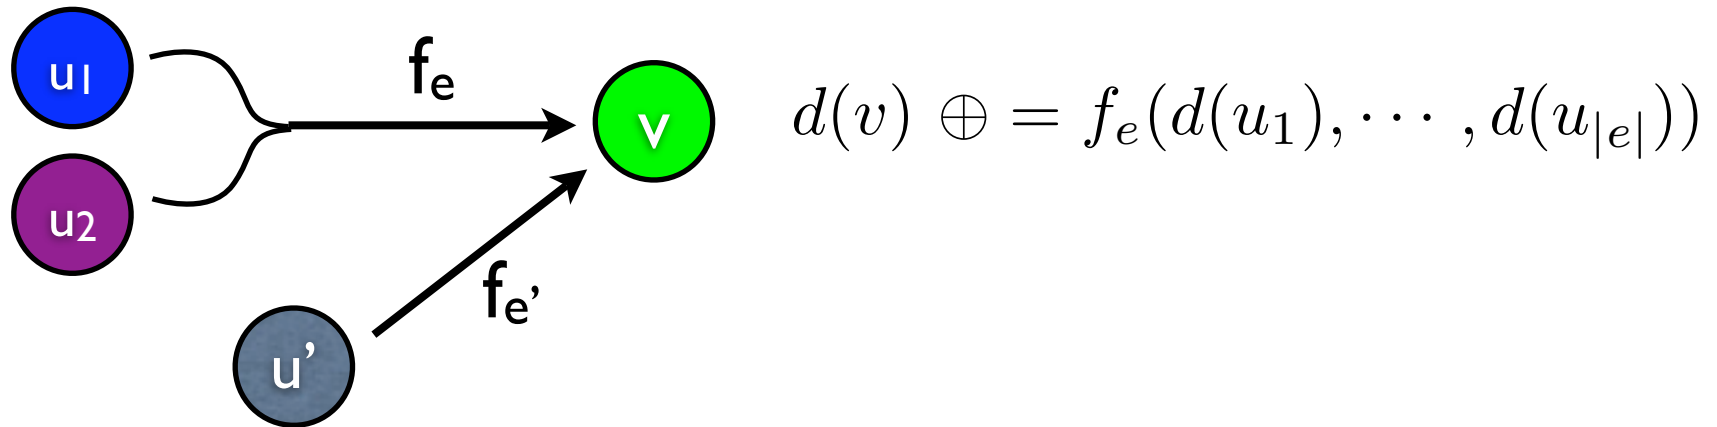 u1
fe
v
d(v) ⊕ = fe(d(u1), ··· , d(u|e|))
u2
fe'
u'